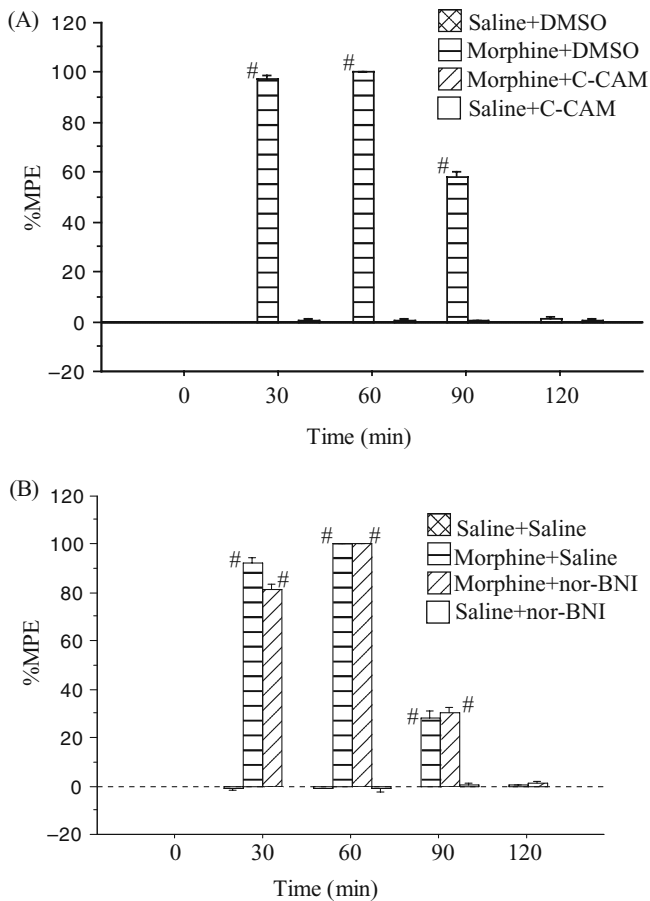 (A)
120
100
80
60
40
20
0
−20
%MPE
# # #
Saline+DMSO
Morphine+DMSO
Morphine+C-CAM
Saline+C-CAM
0 30 60 90 120
Time (min)
(B)
120
100
80
60
40
20
0
−20
%MPE
# # # # # #
Saline+Saline
Morphine+Saline
Morphine+nor-BNI
Saline+nor-BNI
0 30 60 90 120
Time (min)